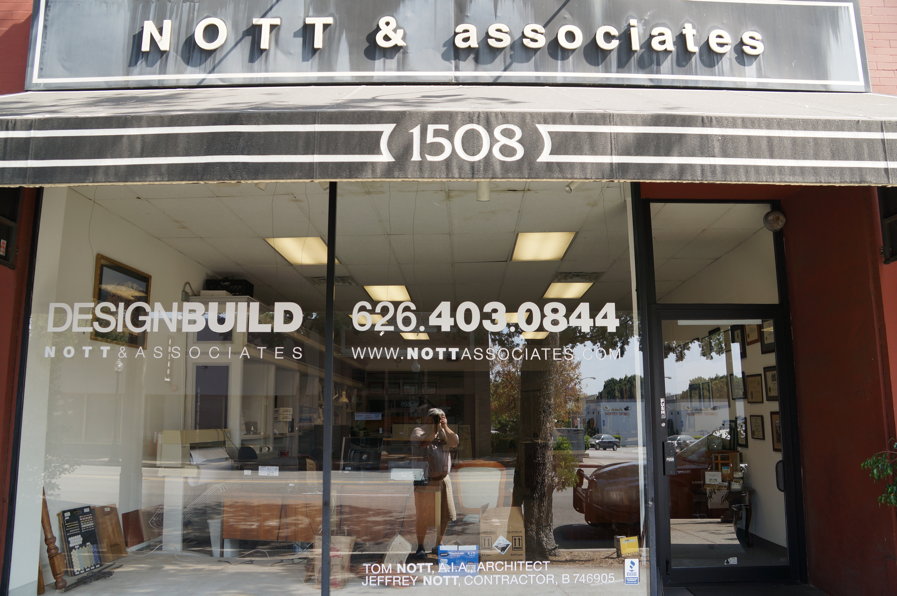 NOTT & associates
1508
DESIGNBUILD
NOTT&ASSOCIATES
626.403.0844
WWW.NOTTASSOCIATES.COM
TOM NOTT, A.I.A., ARCHITECT
JEFFREY NOTT, CONTRACTOR, B 746905